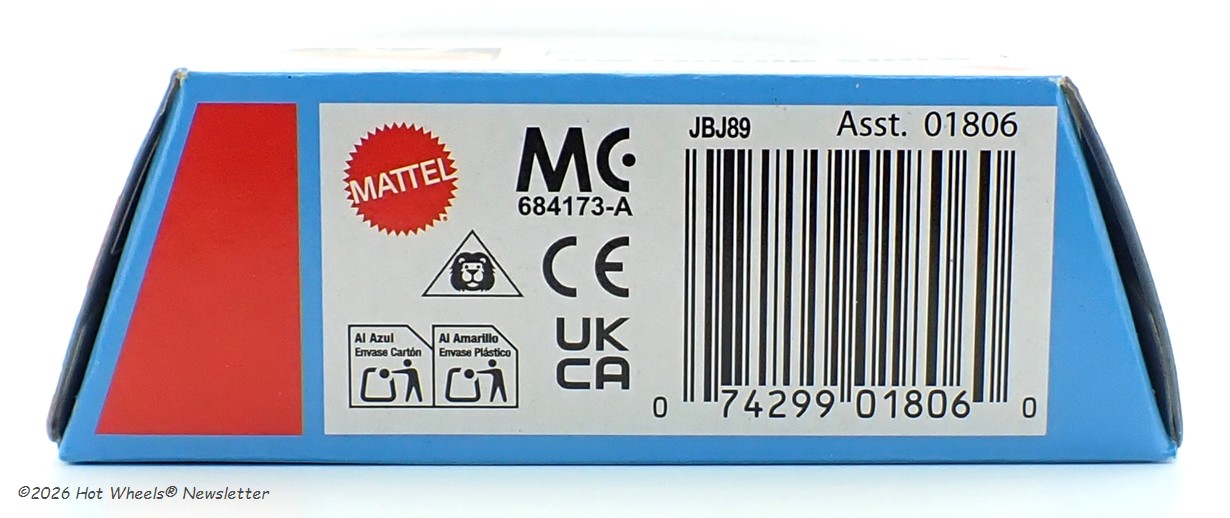 MATTEL
MC
684173-A
CE
UK
CA
Al Azul
Envase Cartón
Al Amarillo
Envase Plástico
JBJ89
Asst. 01806
0 74299 01806 0
©2026 Hot Wheels® Newsletter